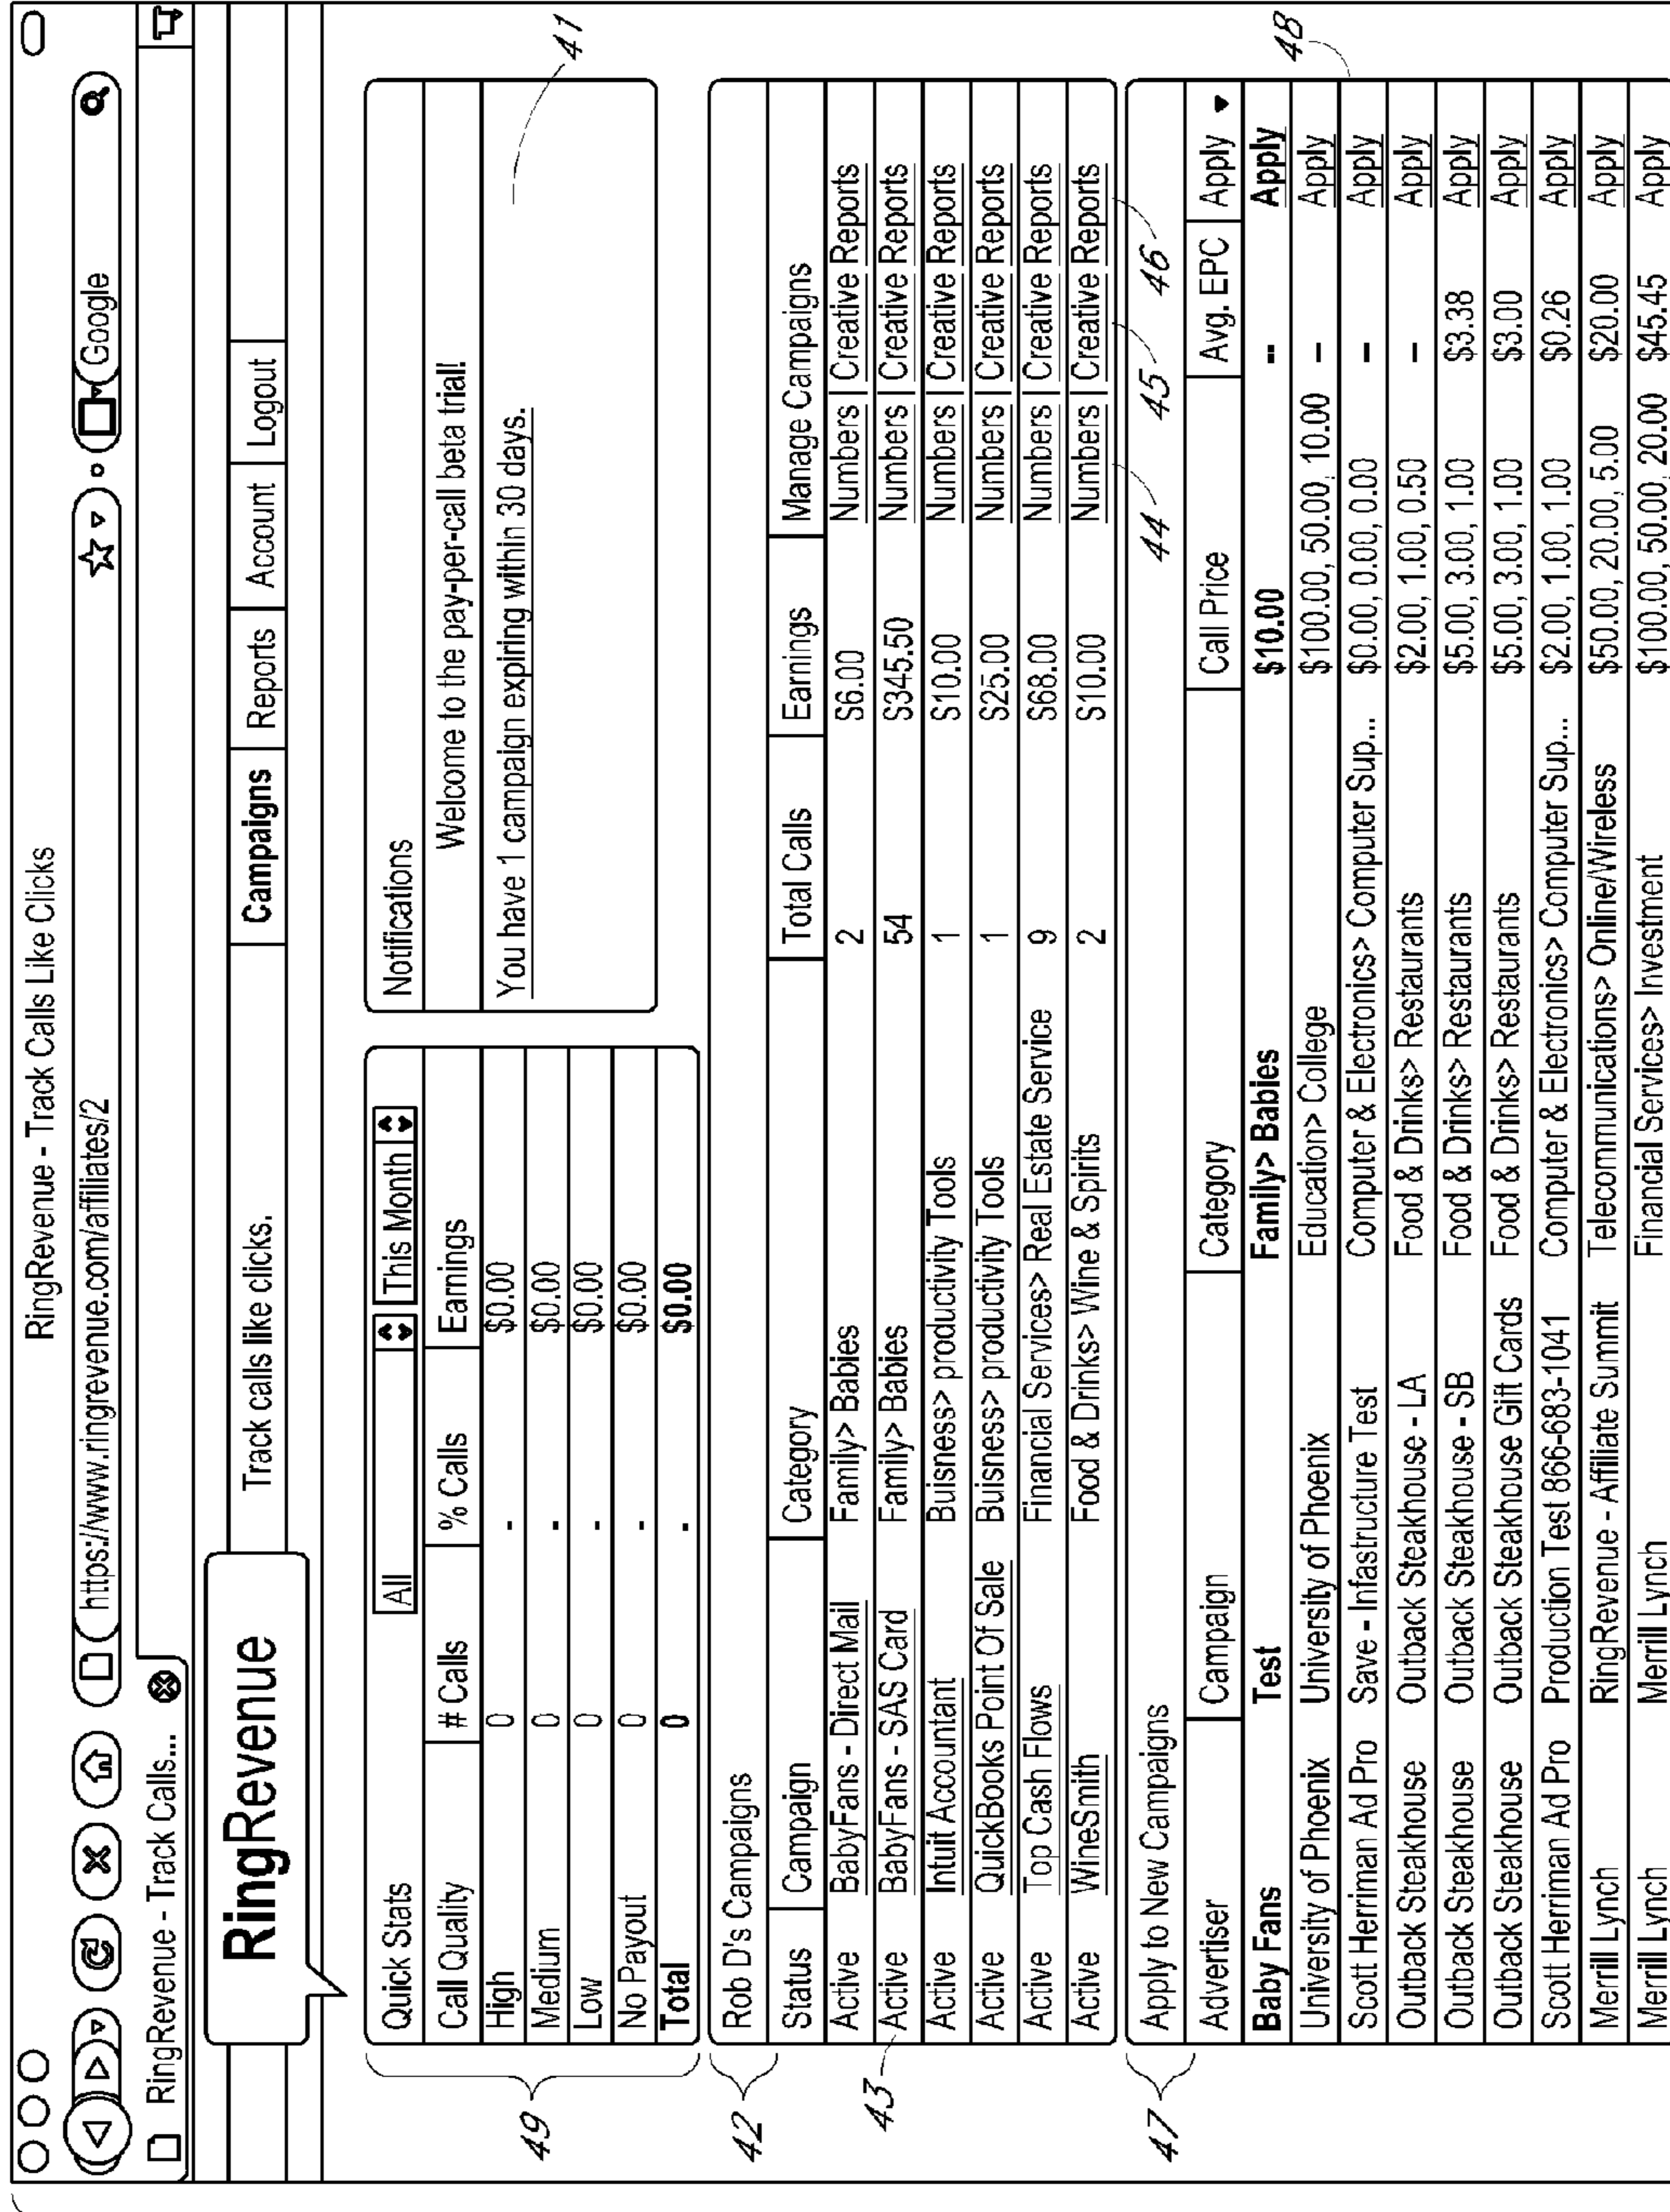 RingRevenue - Track Calls Like Clicks
https://www.ringrevenue.com/affiliates/2 Google
RingRevenue - Track Calls...
RingRevenue
Track calls like clicks. Campaigns Reports Account Logout
Quick Stats All This Month
Call Quality # Calls % Calls Earnings
High 0 - $0.00
Medium 0 - $0.00
Low 0 - $0.00
No Payout 0 - $0.00
Total 0 - $0.00
49
Notifications
Welcome to the pay-per-call beta trial!
You have 1 campaign expiring within 30 days.
41
42
Rob D's Campaigns
Status Campaign Category Total Calls Earnings Manage Campaigns
Active BabyFans - Direct Mail Family> Babies 2 S6.00 Numbers | Creative Reports
Active BabyFans - SAS Card Family> Babies 54 S345.50 Numbers | Creative Reports
Active Intuit Accountant Buisness> productivity Tools 1 S10.00 Numbers | Creative Reports
Active QuickBooks Point Of Sale Buisness> productivity Tools 1 S25.00 Numbers | Creative Reports
Active Top Cash Flows Financial Services> Real Estate Service 9 S68.00 Numbers | Creative Reports
Active WineSmith Food & Drinks> Wine & Spirits 2 S10.00 Numbers | Creative Reports
43
44 45 46
47
Apply to New Campaigns
48
Advertiser Campaign Category Call Price Avg. EPC Apply
Baby Fans Test Family> Babies $10.00 -- Apply
University of Phoenix University of Phoenix Education> College $100.00, 50.00, 10.00 – Apply
Scott Herriman Ad Pro Save - Infastructure Test Computer & Electronics> Computer Sup... $0.00, 0.00, 0.00 – Apply
Outback Steakhouse Outback Steakhouse - LA Food & Drinks> Restaurants $2.00, 1.00, 0.50 – Apply
Outback Steakhouse Outback Steakhouse - SB Food & Drinks> Restaurants $5.00, 3.00, 1.00 $3.38 Apply
Outback Steakhouse Outback Steakhouse Gift Cards Food & Drinks> Restaurants $5.00, 3.00, 1.00 $3.00 Apply
Scott Herriman Ad Pro Production Test 866-683-1041 Computer & Electronics> Computer Sup... $2.00, 1.00, 1.00 $0.26 Apply
Merrill Lynch RingRevenue - Affiliate Summit Telecommunications> Online/Wireless $50.00, 20.00, 5.00 $20.00 Apply
Merrill Lynch Merrill Lynch Financial Services> Investment $100.00, 50.00, 20.00 $45.45 Apply